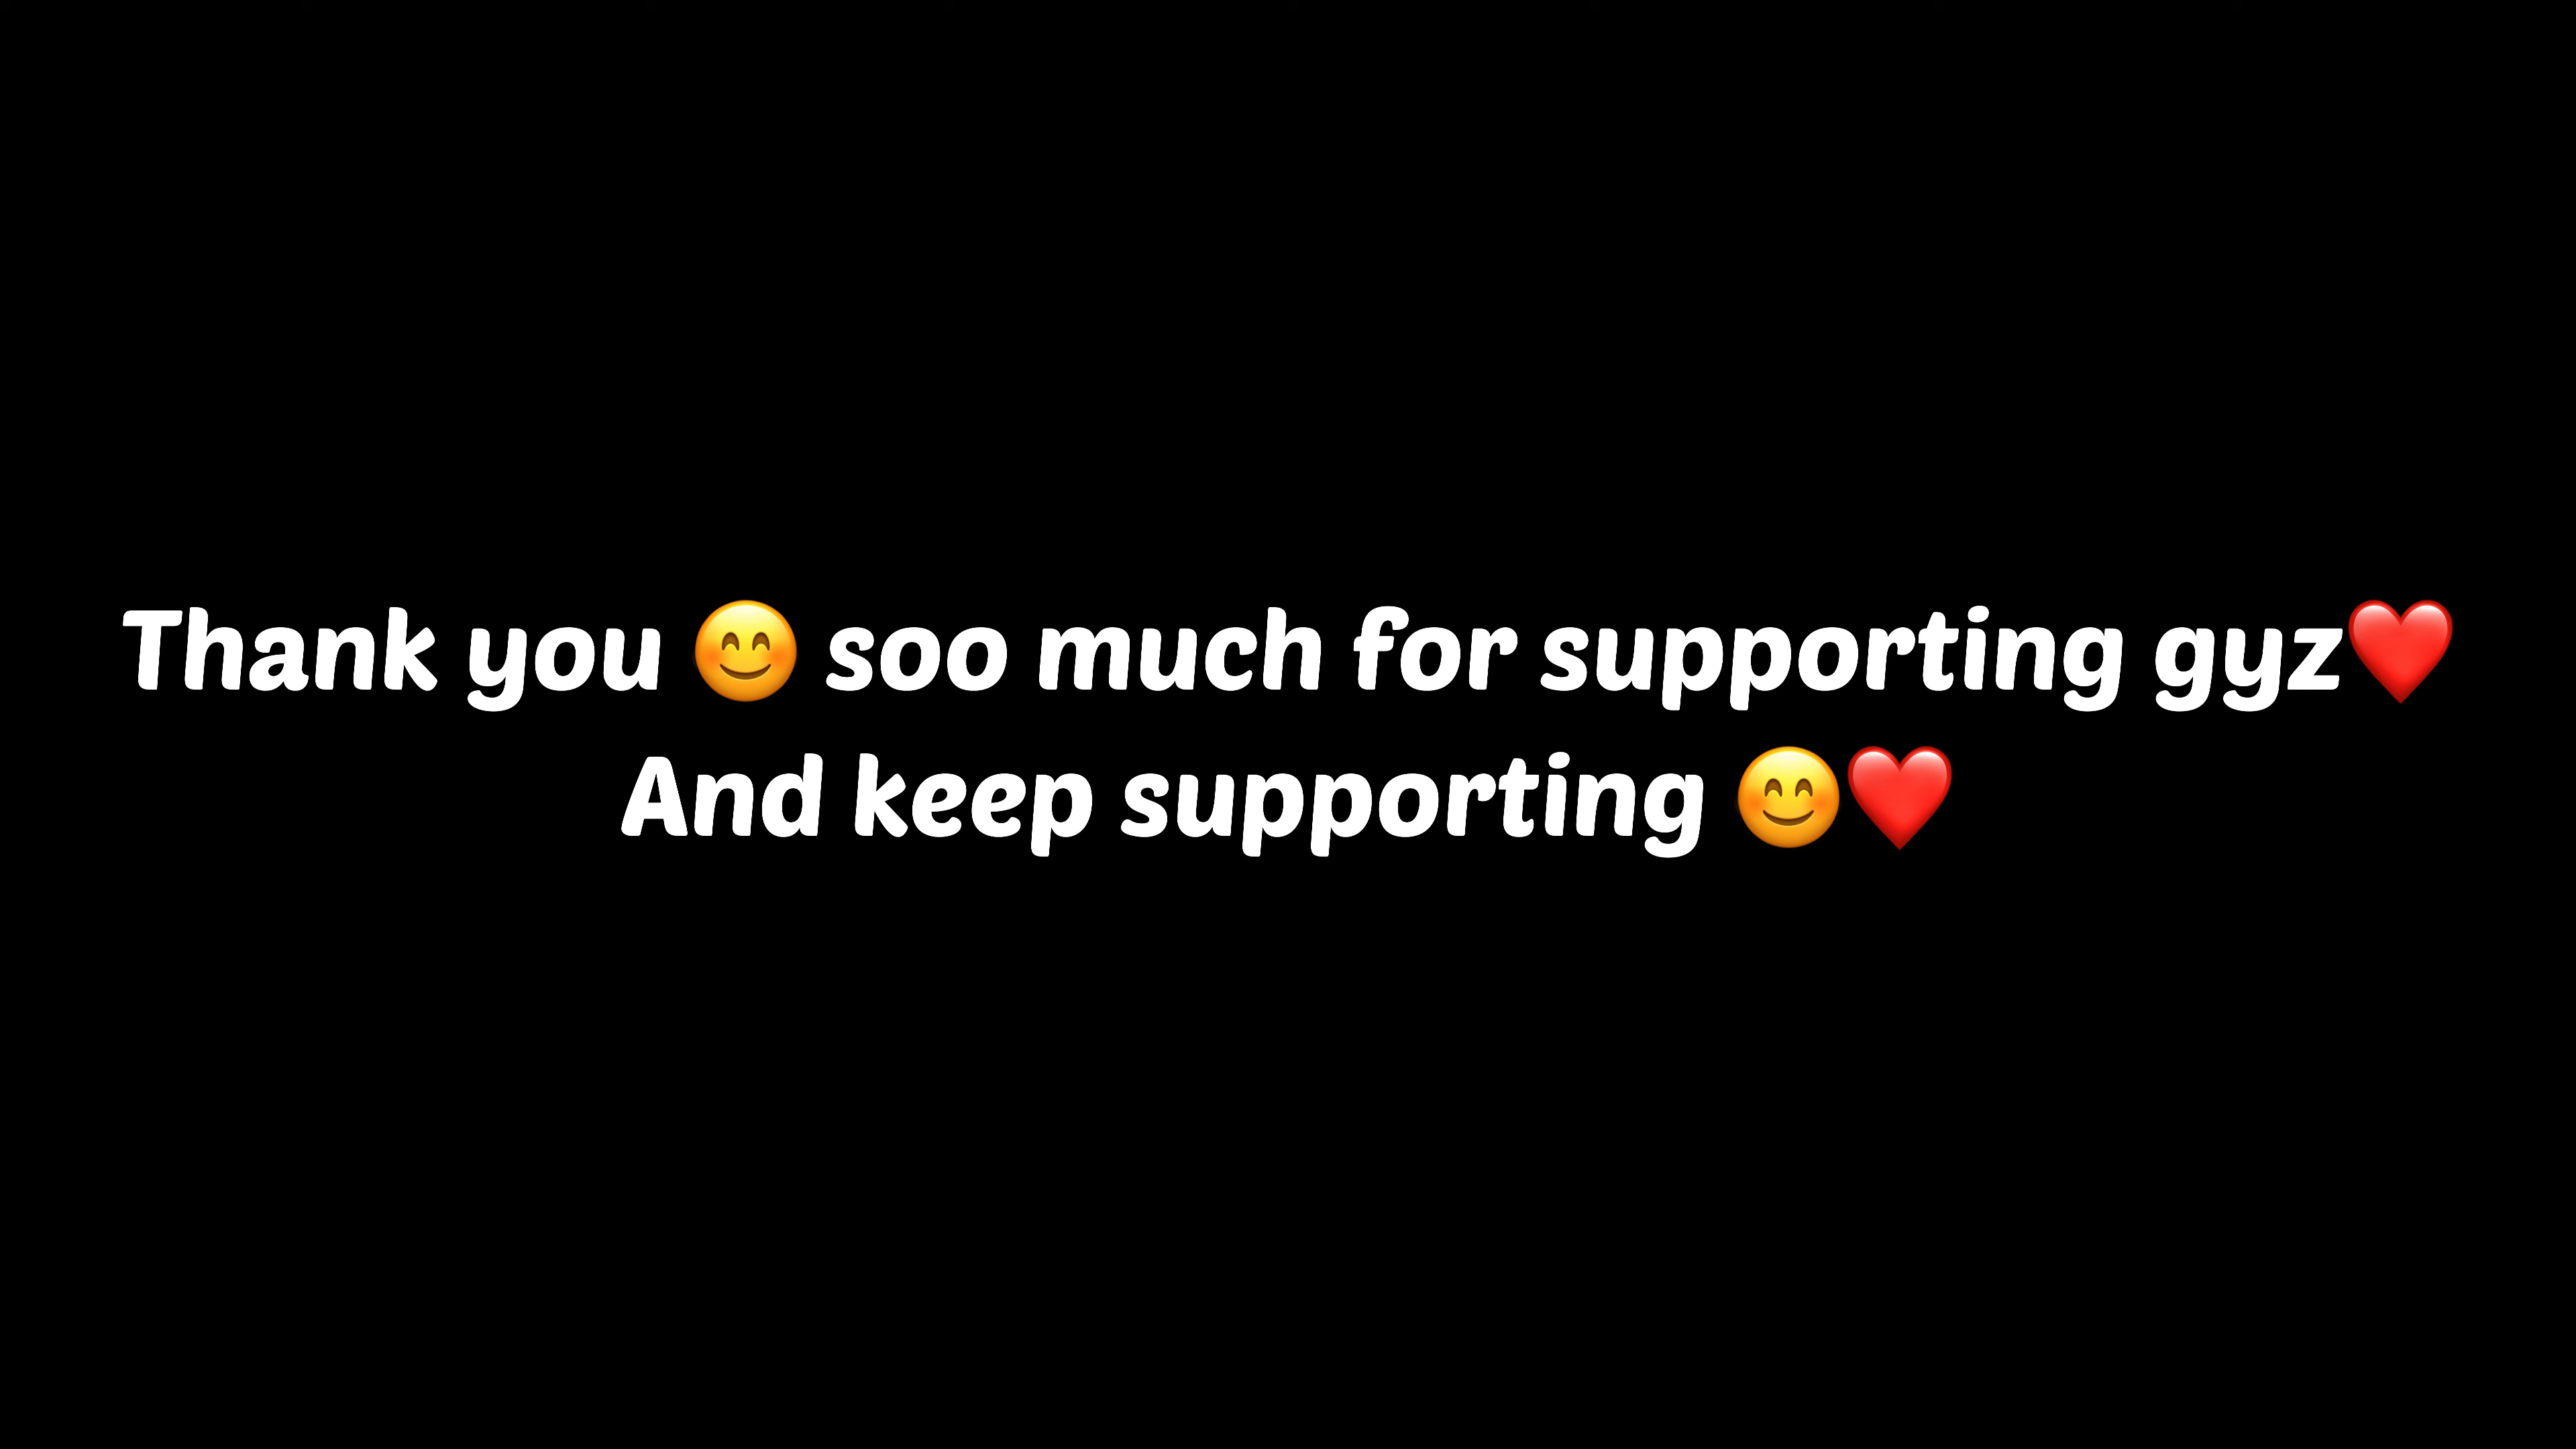 Thank you 😊 soo much for supporting gyz❤️
And keep supporting 😊❤️